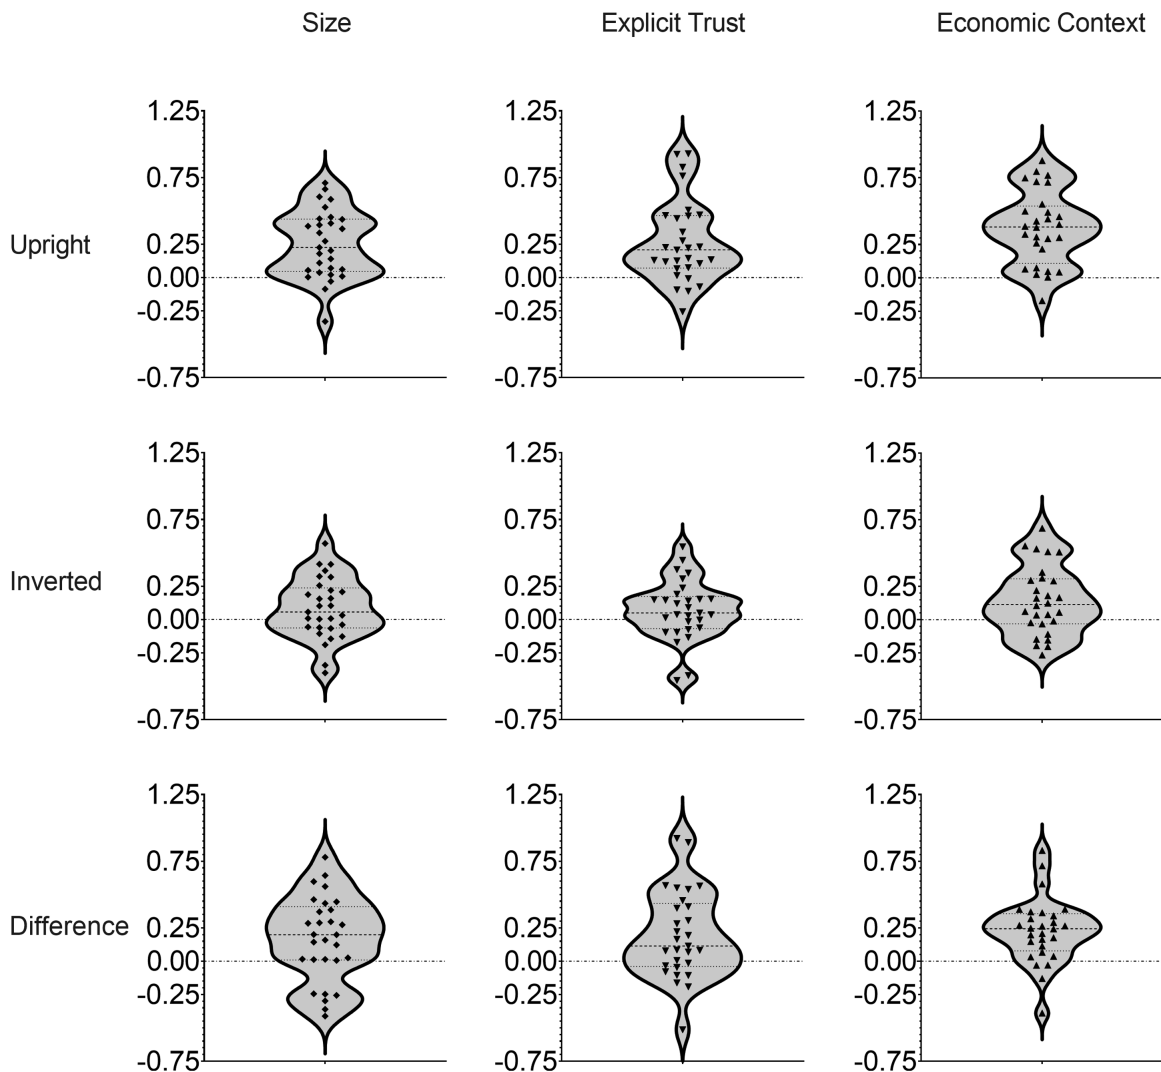 Size Explicit Trust Economic Context
1.25 1.25 1.25
0.75 0.75 0.75
Upright 0.25 0.25 0.25
0.00 0.00 0.00
-0.25 -0.25 -0.25
-0.75 -0.75 -0.75
1.25 1.25 1.25
0.75 0.75 0.75
Inverted 0.25 0.25 0.25
0.00 0.00 0.00
-0.25 -0.25 -0.25
-0.75 -0.75 -0.75
1.25 1.25 1.25
0.75 0.75 0.75
Difference 0.25 0.25 0.25
0.00 0.00 0.00
-0.25 -0.25 -0.25
-0.75 -0.75 -0.75